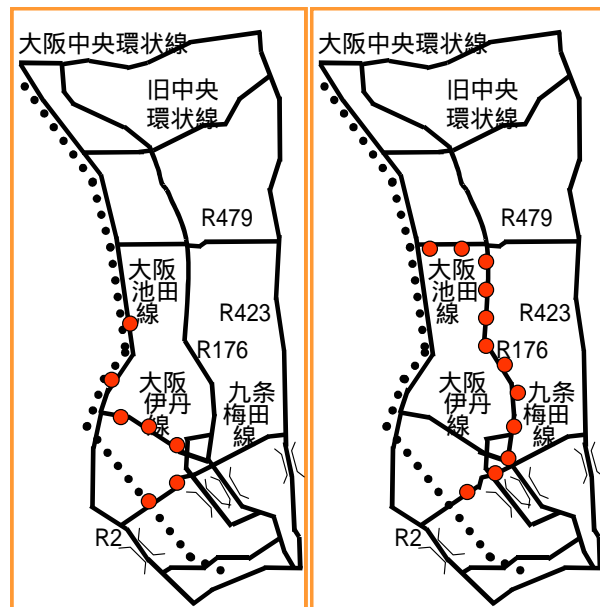 大阪中央環状線
旧中央
環状線
R479
大阪
池田
線
R423
R176
大阪
伊丹
線
九条
梅田
線
R2
大阪中央環状線
旧中央
環状線
R479
大阪
池田
線
R423
R176
大阪
伊丹
線
九条
梅田
線
R2